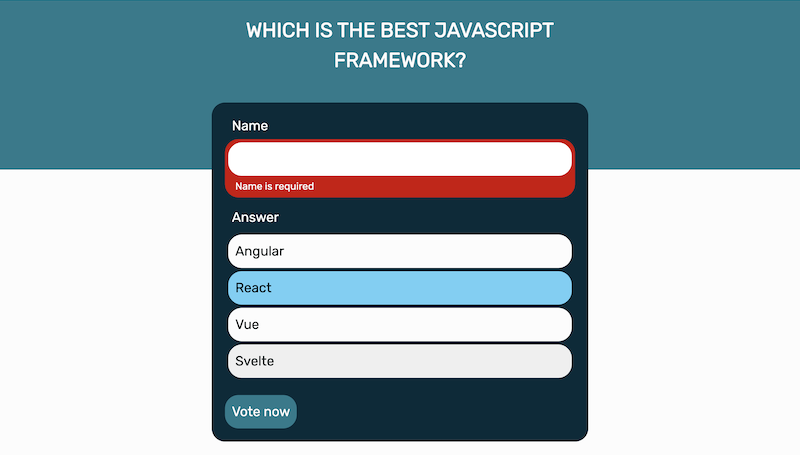 WHICH IS THE BEST JAVASCRIPT
FRAMEWORK?
Name
Name is required
Answer
Angular
React
Vue
Svelte
Vote now